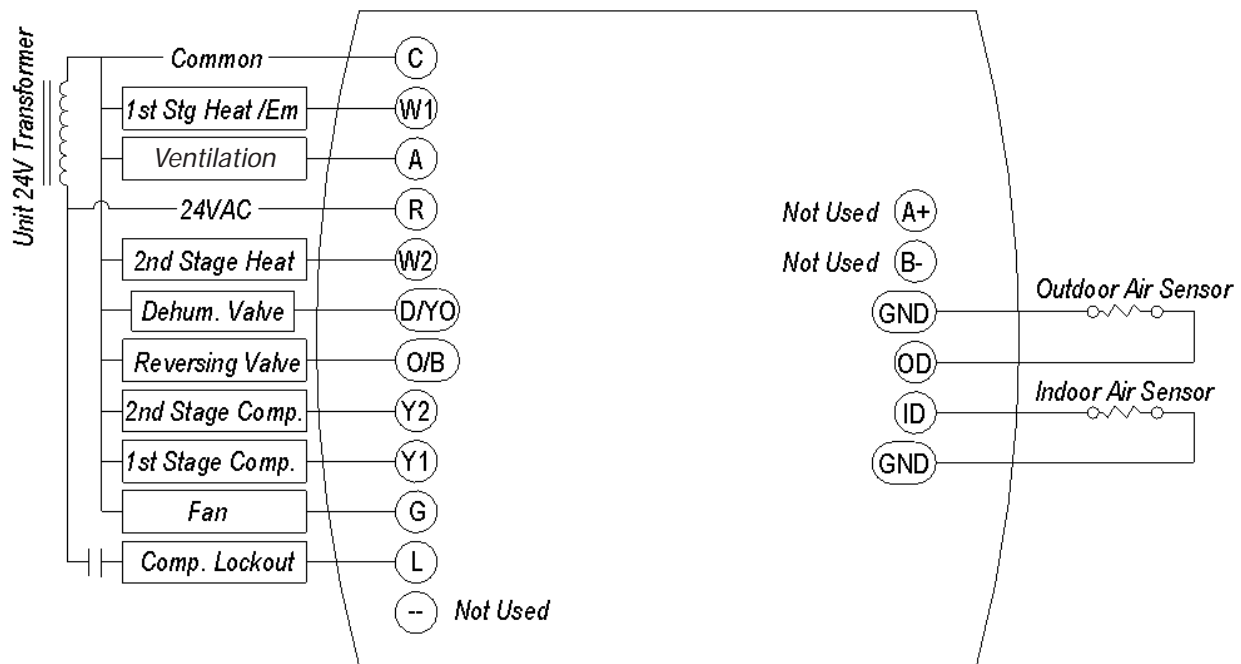 Unit 24V Transformer
Common C
1st Stg Heat /Em W1
Ventilation A
24VAC R
2nd Stage Heat W2
Dehum. Valve D/YO
Reversing Valve O/B
2nd Stage Comp. Y2
1st Stage Comp. Y1
Fan G
Comp. Lockout L
-- Not Used
Not Used A+
Not Used B-
Outdoor Air Sensor
GND
OD
Indoor Air Sensor
ID
GND